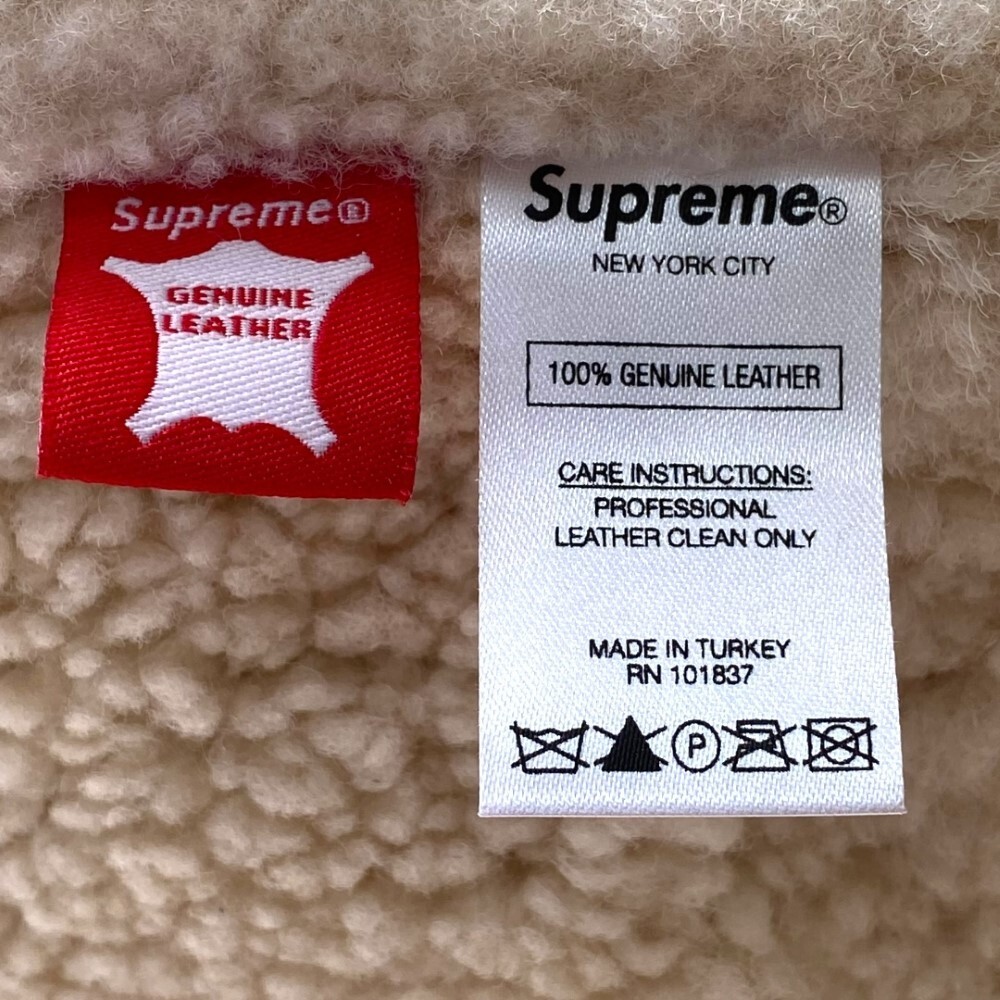 Supreme®
GENUINE
LEATHER
Supreme®
NEW YORK CITY
100% GENUINE LEATHER
CARE INSTRUCTIONS:
PROFESSIONAL
LEATHER CLEAN ONLY
MADE IN TURKEY
RN 101837
P